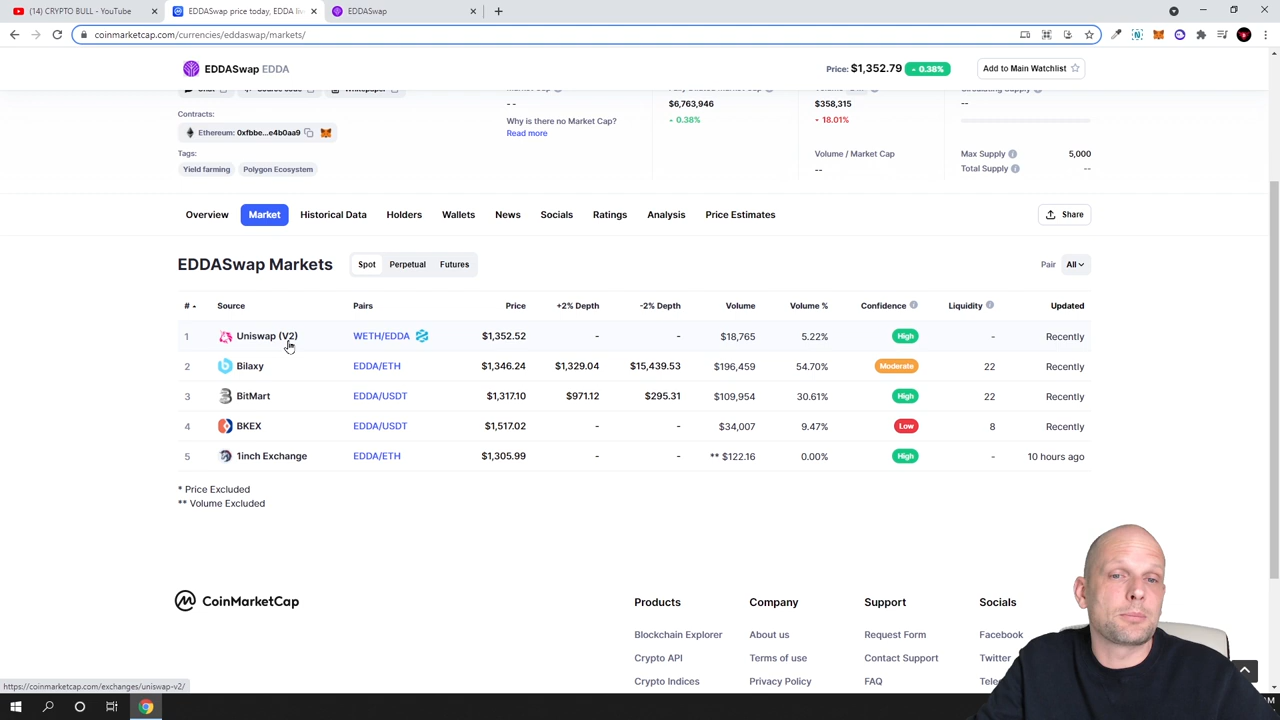 (14) CRYPTO BULL - YouTube
EDDASwap price today, EDDA liv
EDDASwap
coinmarketcap.com/currencies/eddaswap/markets/
EDDASwap EDDA
Price: $1,352.79 0.38%
Add to Main Watchlist
- -
$6,763,946
$358,315
--
Why is there no Market Cap?
0.38%
18.01%
Read more
Contracts:
Ethereum: 0xfbbe...e4b0aa9
Tags:
Yield farming
Polygon Ecosystem
Volume / Market Cap
--
Max Supply 5,000
Total Supply --
Overview Market Historical Data Holders Wallets News Socials Ratings Analysis Price Estimates
Share
EDDASwap Markets
Spot Perpetual Futures
Pair All
# Source Pairs Price +2% Depth -2% Depth Volume Volume % Confidence Liquidity Updated
1 Uniswap (V2) WETH/EDDA $1,352.52 - - $18,765 5.22% High - Recently
2 Bilaxy EDDA/ETH $1,346.24 $1,329.04 $15,439.53 $196,459 54.70% Moderate 22 Recently
3 BitMart EDDA/USDT $1,317.10 $971.12 $295.31 $109,954 30.61% High 22 Recently
4 BKEX EDDA/USDT $1,517.02 - - $34,007 9.47% Low 8 Recently
5 1inch Exchange EDDA/ETH $1,305.99 - - ** $122.16 0.00% High - 10 hours ago
* Price Excluded
** Volume Excluded
CoinMarketCap
Products Company Support Socials
Blockchain Explorer About us Request Form Facebook
Crypto API Terms of use Contact Support Twitter
Crypto Indices Privacy Policy FAQ
https://coinmarketcap.com/exchanges/uniswap-v2/